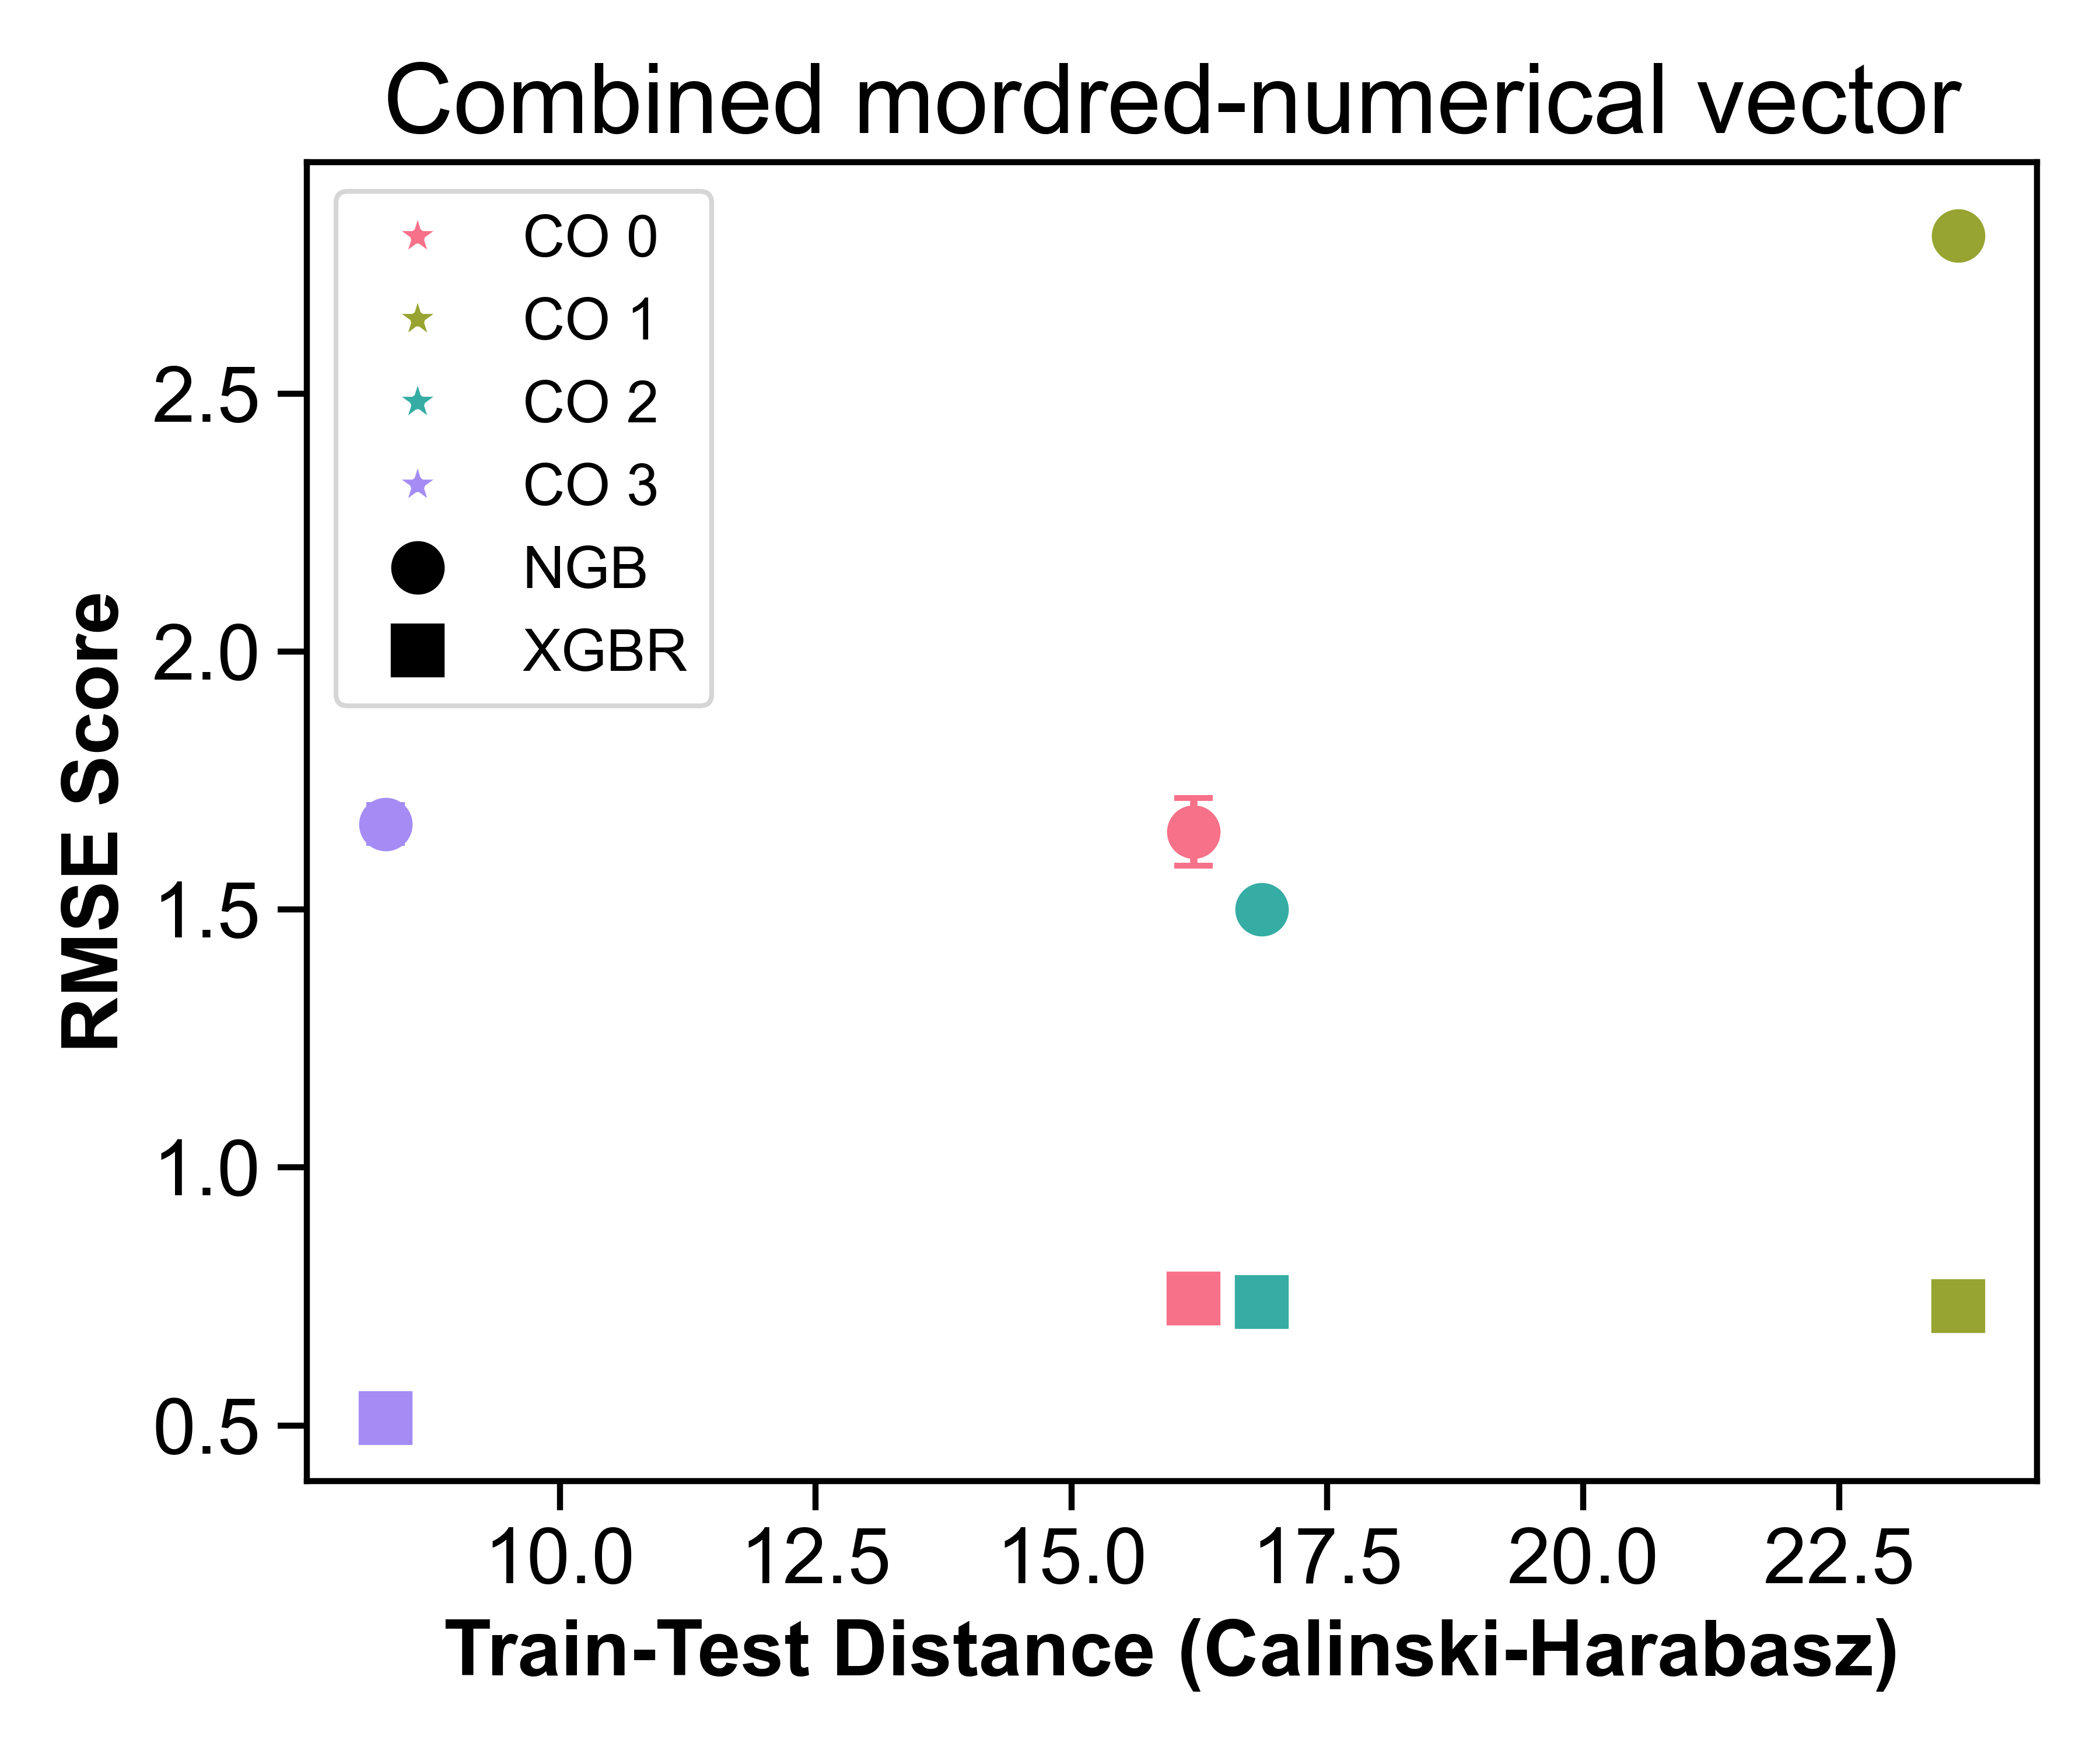 Combined mordred-numerical vector
CO 0
CO 1
CO 2
CO 3
NGB
XGBR
RMSE Score
2.5
2.0
1.5
1.0
0.5
10.0 12.5 15.0 17.5 20.0 22.5
Train-Test Distance (Calinski-Harabasz)